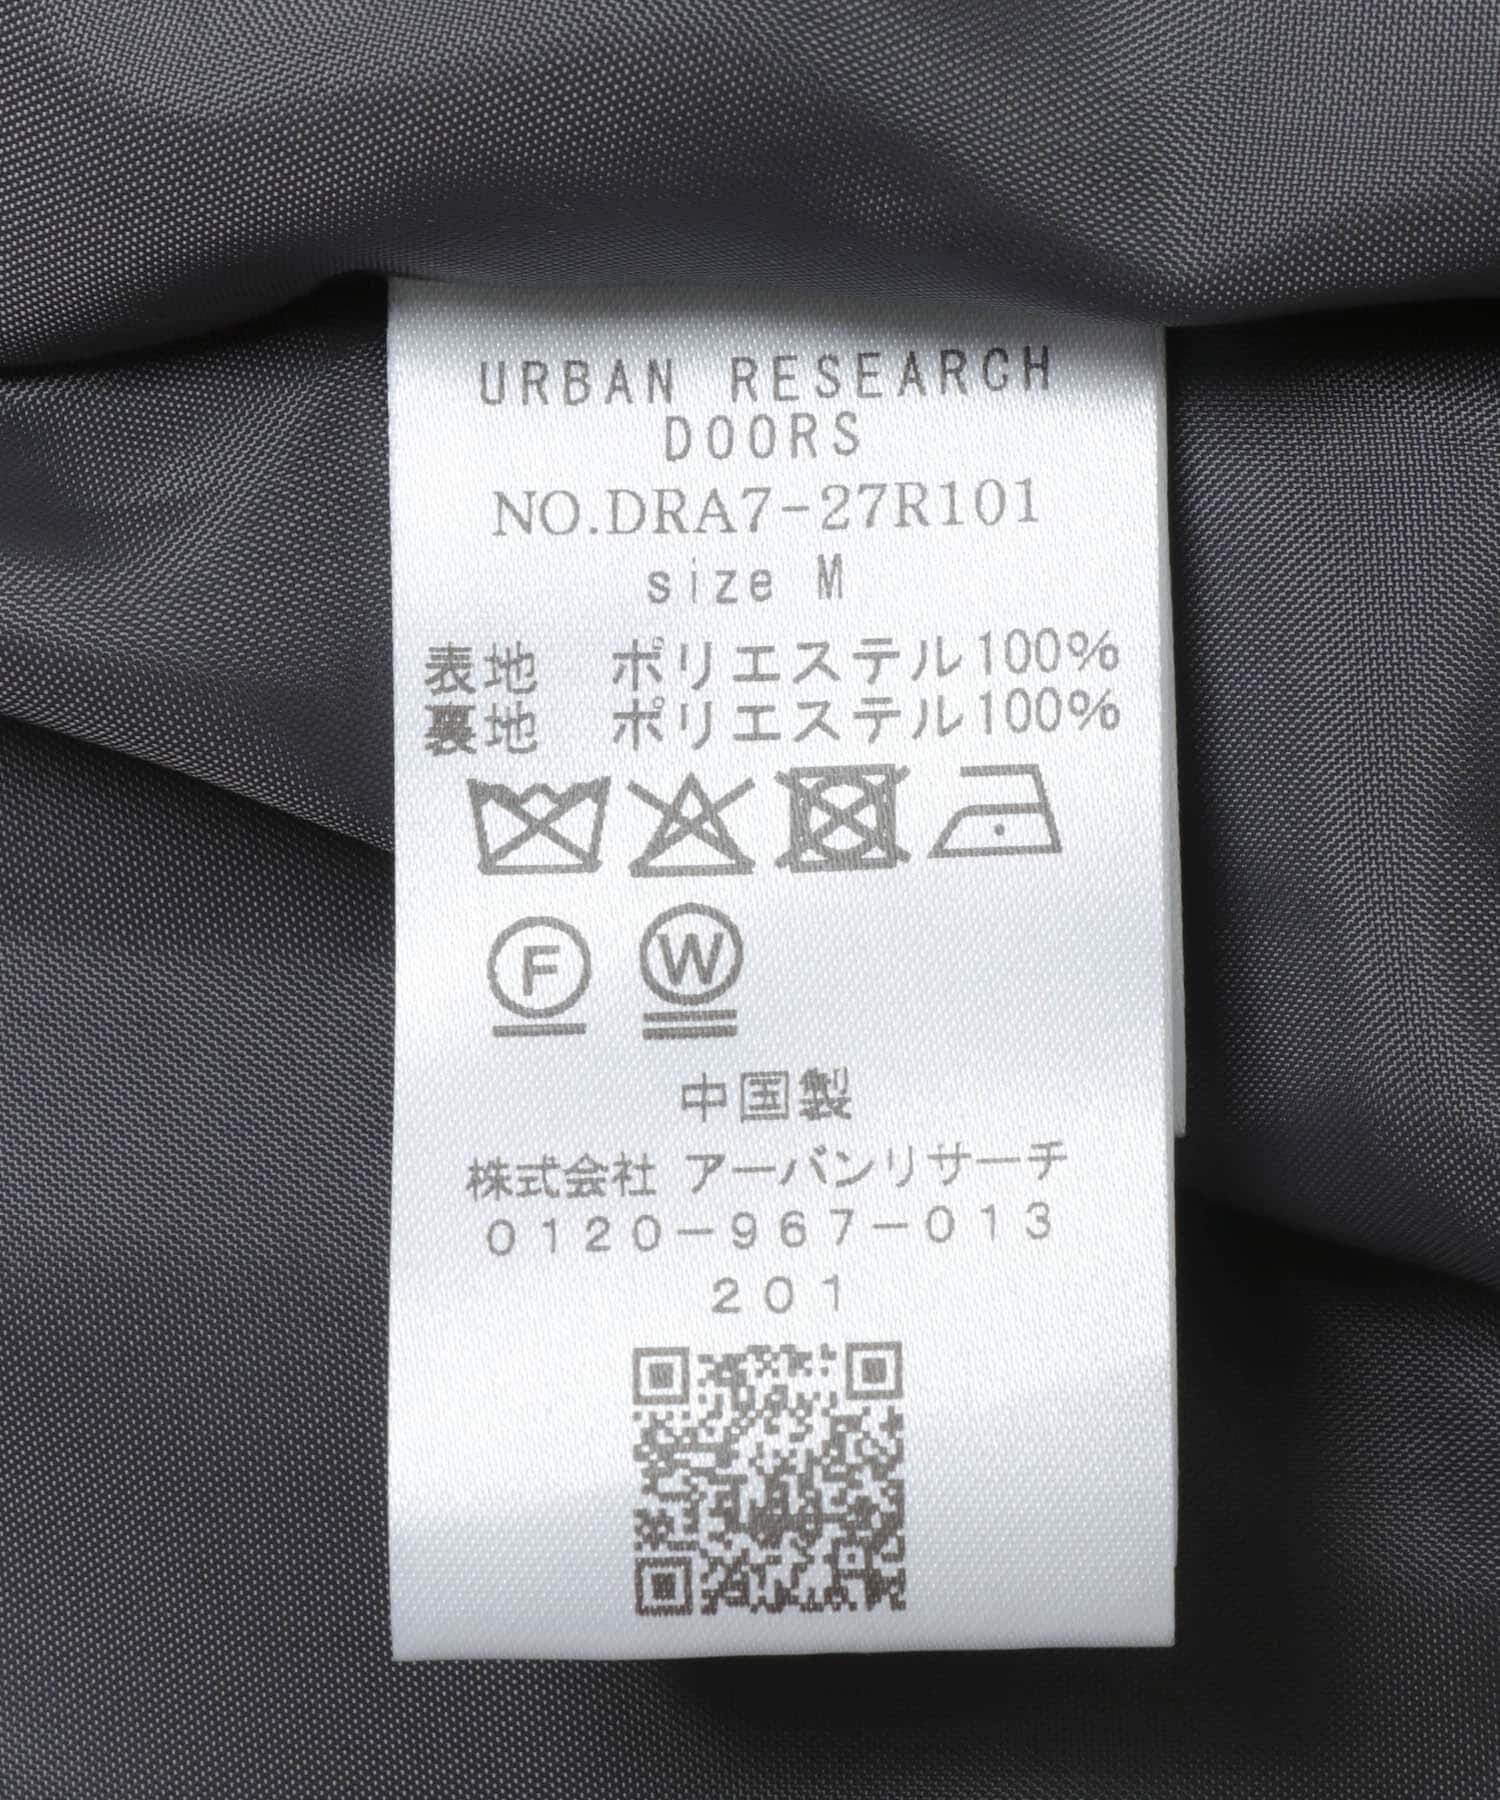 URBAN RESEARCH
DOORS
NO.DRA7-27R101
size M
表地 ポリエステル100%
裏地 ポリエステル100%
F W
中国製
株式会社 アーバンリサーチ
0120-967-013
201